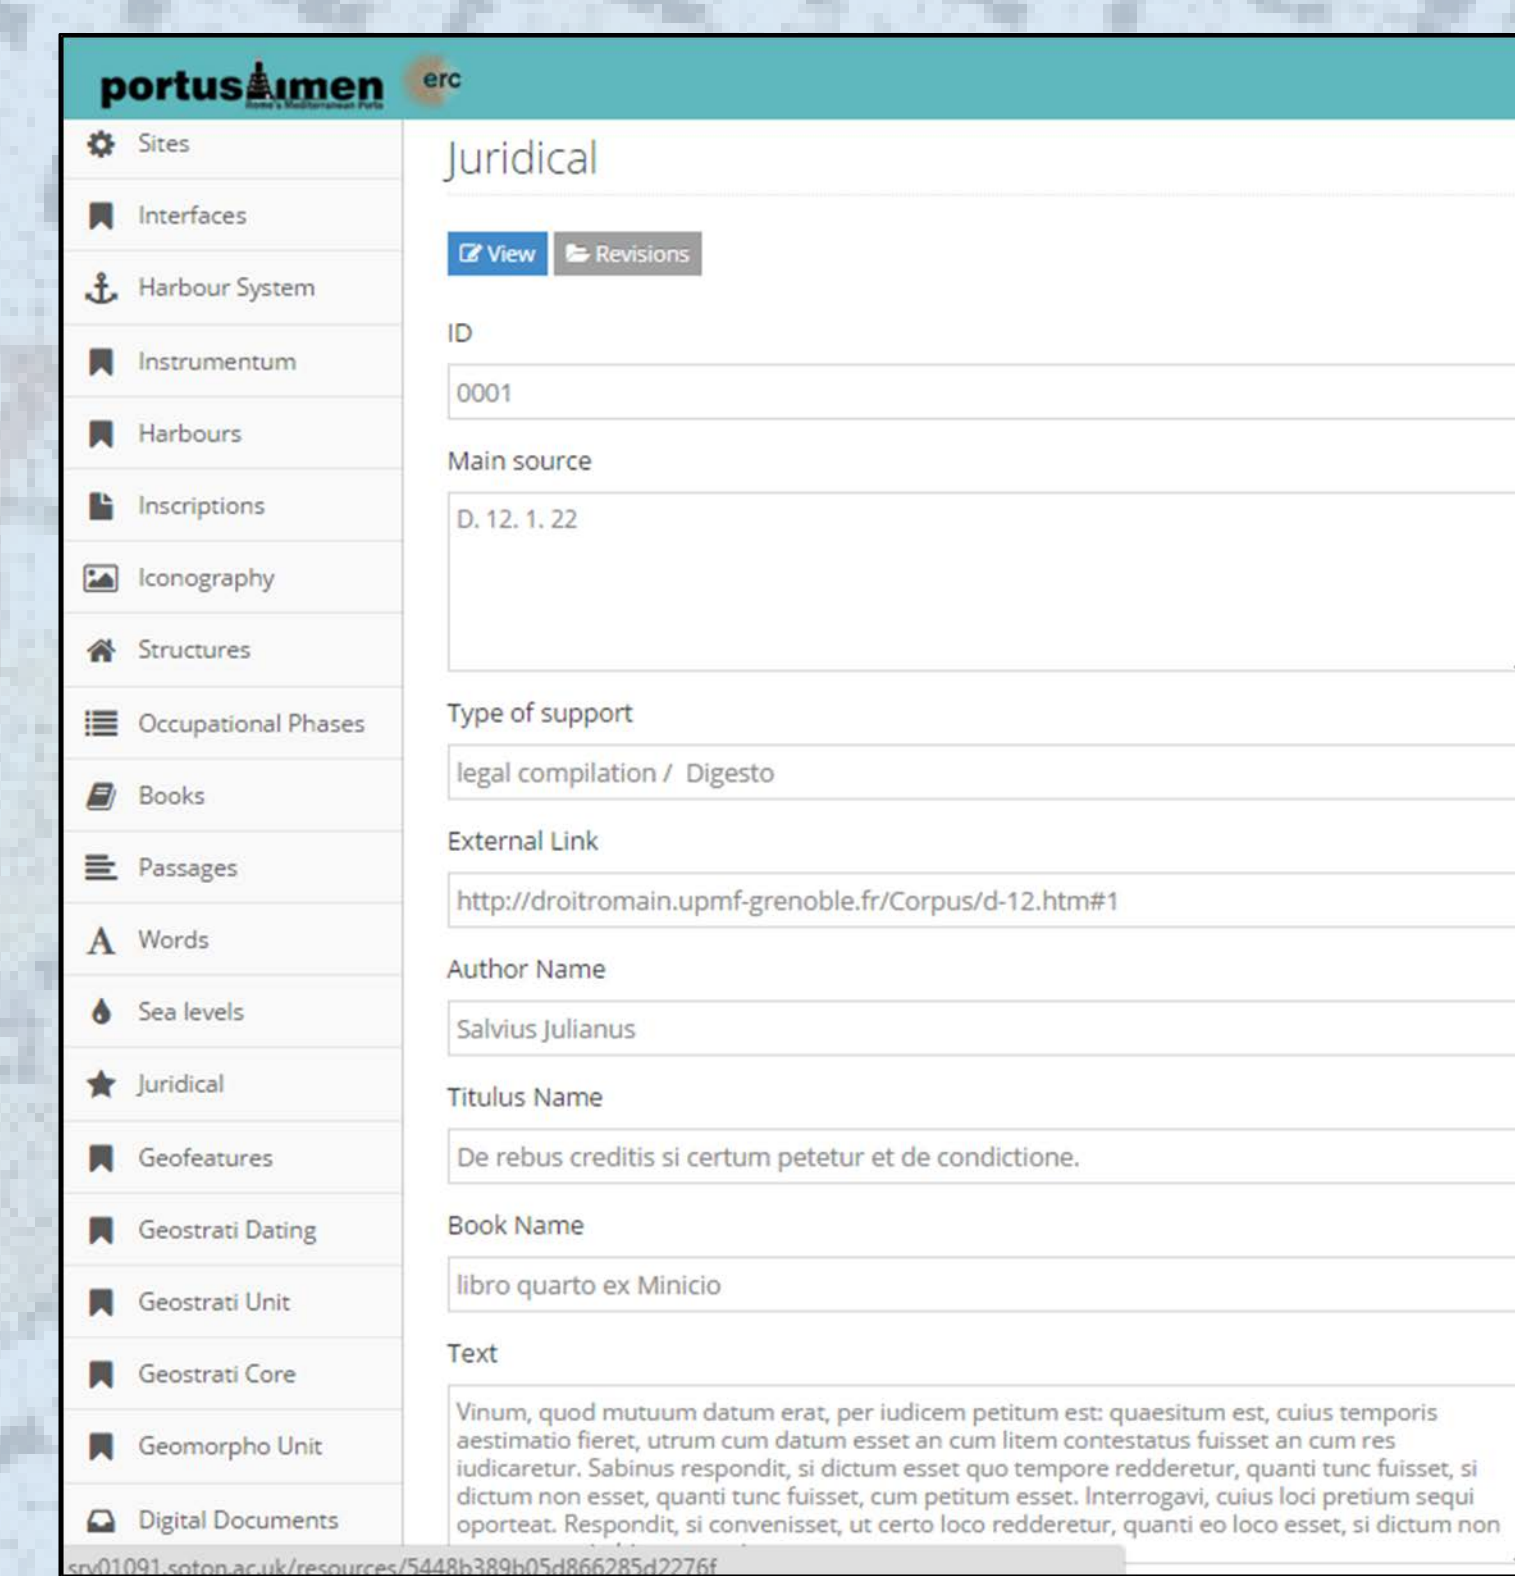 portuslimen
Rome's Mediterranean Ports
erc
Sites
Interfaces
Harbour System
Instrumentum
Harbours
Inscriptions
Iconography
Structures
Occupational Phases
Books
Passages
Words
Sea levels
Juridical
Geofeatures
Geostrati Dating
Geostrati Unit
Geostrati Core
Geomorpho Unit
Digital Documents
Juridical
View Revisions
ID
0001
Main source
D. 12. 1. 22
Type of support
legal compilation / Digesto
External Link
http://droitromain.upmf-grenoble.fr/Corpus/d-12.htm#1
Author Name
Salvius Julianus
Titulus Name
De rebus creditis si certum petetur et de condictione.
Book Name
libro quarto ex Minicio
Text
Vinum, quod mutuum datum erat, per iudicem petitum est: quaesitum est, cuius temporis
aestimatio fieret, utrum cum datum esset an cum litem contestatus fuisset an cum res
iudicaretur. Sabinus respondit, si dictum esset quo tempore redderetur, quanti tunc fuisset, si
dictum non esset, quanti tunc fuisset, cum petitum esset. Interrogavi, cuius loci pretium sequi
oporteat. Respondit, si convenisset, ut certo loco redderetur, quanti eo loco esset, si dictum non
srv01091.soton.ac.uk/resources/5448b389b05d866285d2276f